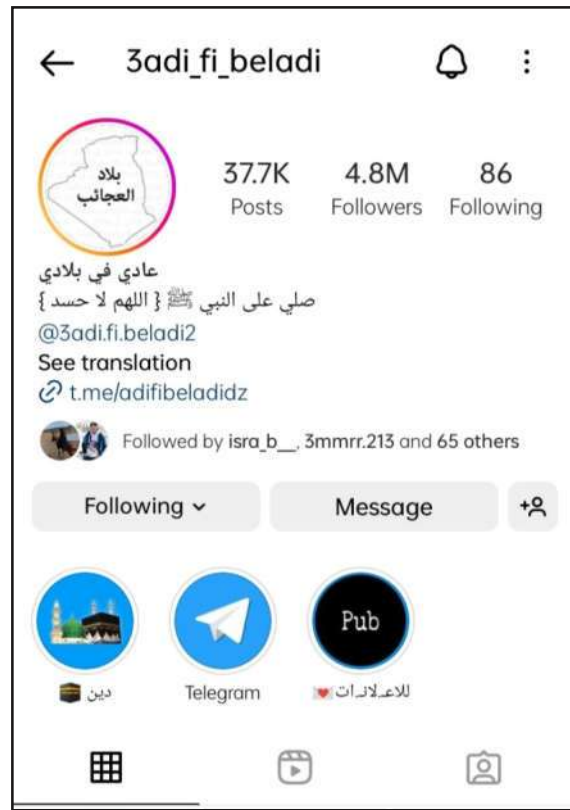 3adi_fi_beladi
بلاد
العجائب
37.7K 4.8M 86
Posts Followers Following
عادي في بلادي
صلي على النبي ﷺ { اللهم لا حسد }
@3adi.fi.beladi2
See translation
t.me/adifibeladidz
Followed by isra_b__, 3mmrr.213 and 65 others
Following Message
Pub
دين Telegram للاعـلانـات